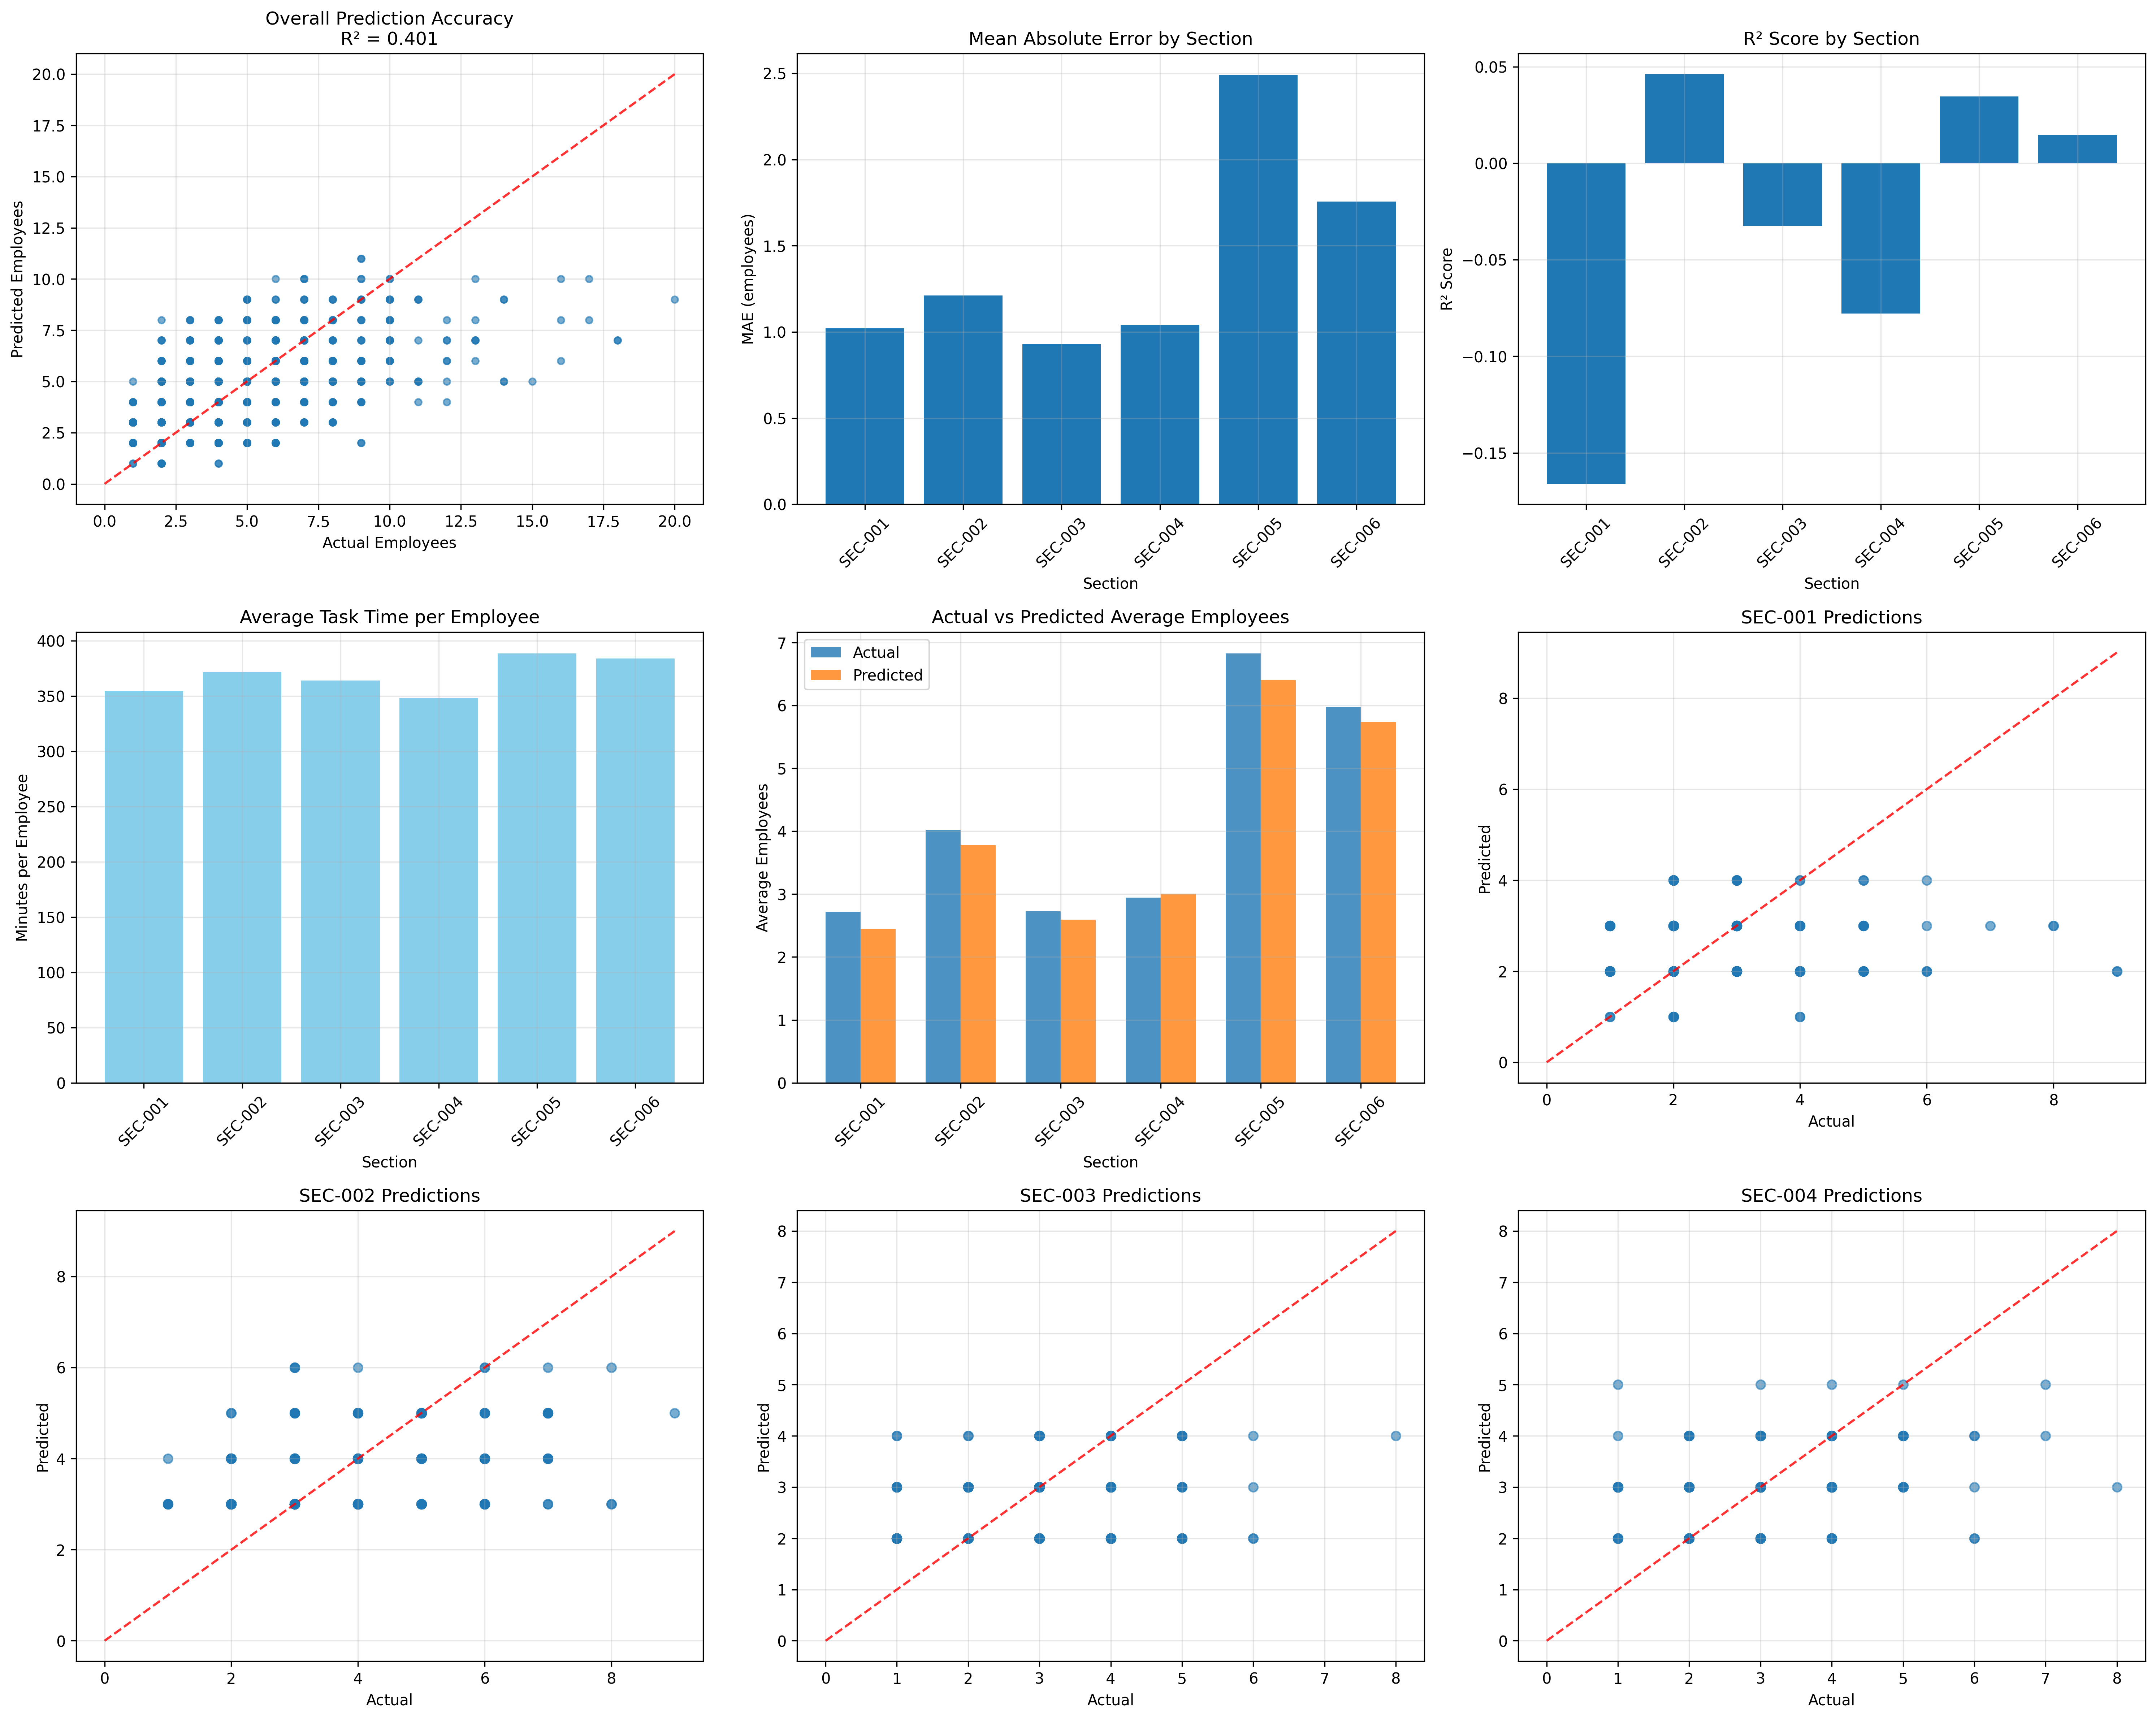 Overall Prediction Accuracy
R² = 0.401
20.0
17.5
15.0
12.5
10.0
7.5
5.0
2.5
0.0
Predicted Employees
0.0 2.5 5.0 7.5 10.0 12.5 15.0 17.5 20.0
Actual Employees
Mean Absolute Error by Section
2.5
2.0
1.5
1.0
0.5
0.0
MAE (employees)
SEC-001 SEC-002 SEC-003 SEC-004 SEC-005 SEC-006
Section
R² Score by Section
0.05
0.00
−0.05
−0.10
−0.15
R² Score
SEC-001 SEC-002 SEC-003 SEC-004 SEC-005 SEC-006
Section
Average Task Time per Employee
400
350
300
250
200
150
100
50
0
Minutes per Employee
SEC-001 SEC-002 SEC-003 SEC-004 SEC-005 SEC-006
Section
Actual vs Predicted Average Employees
Actual
Predicted
7
6
5
4
3
2
1
0
Average Employees
SEC-001 SEC-002 SEC-003 SEC-004 SEC-005 SEC-006
Section
SEC-001 Predictions
8
6
4
2
0
Predicted
0 2 4 6 8
Actual
SEC-002 Predictions
8
6
4
2
0
Predicted
0 2 4 6 8
Actual
SEC-003 Predictions
8
7
6
5
4
3
2
1
0
Predicted
0 1 2 3 4 5 6 7 8
Actual
SEC-004 Predictions
8
7
6
5
4
3
2
1
0
Predicted
0 1 2 3 4 5 6 7 8
Actual